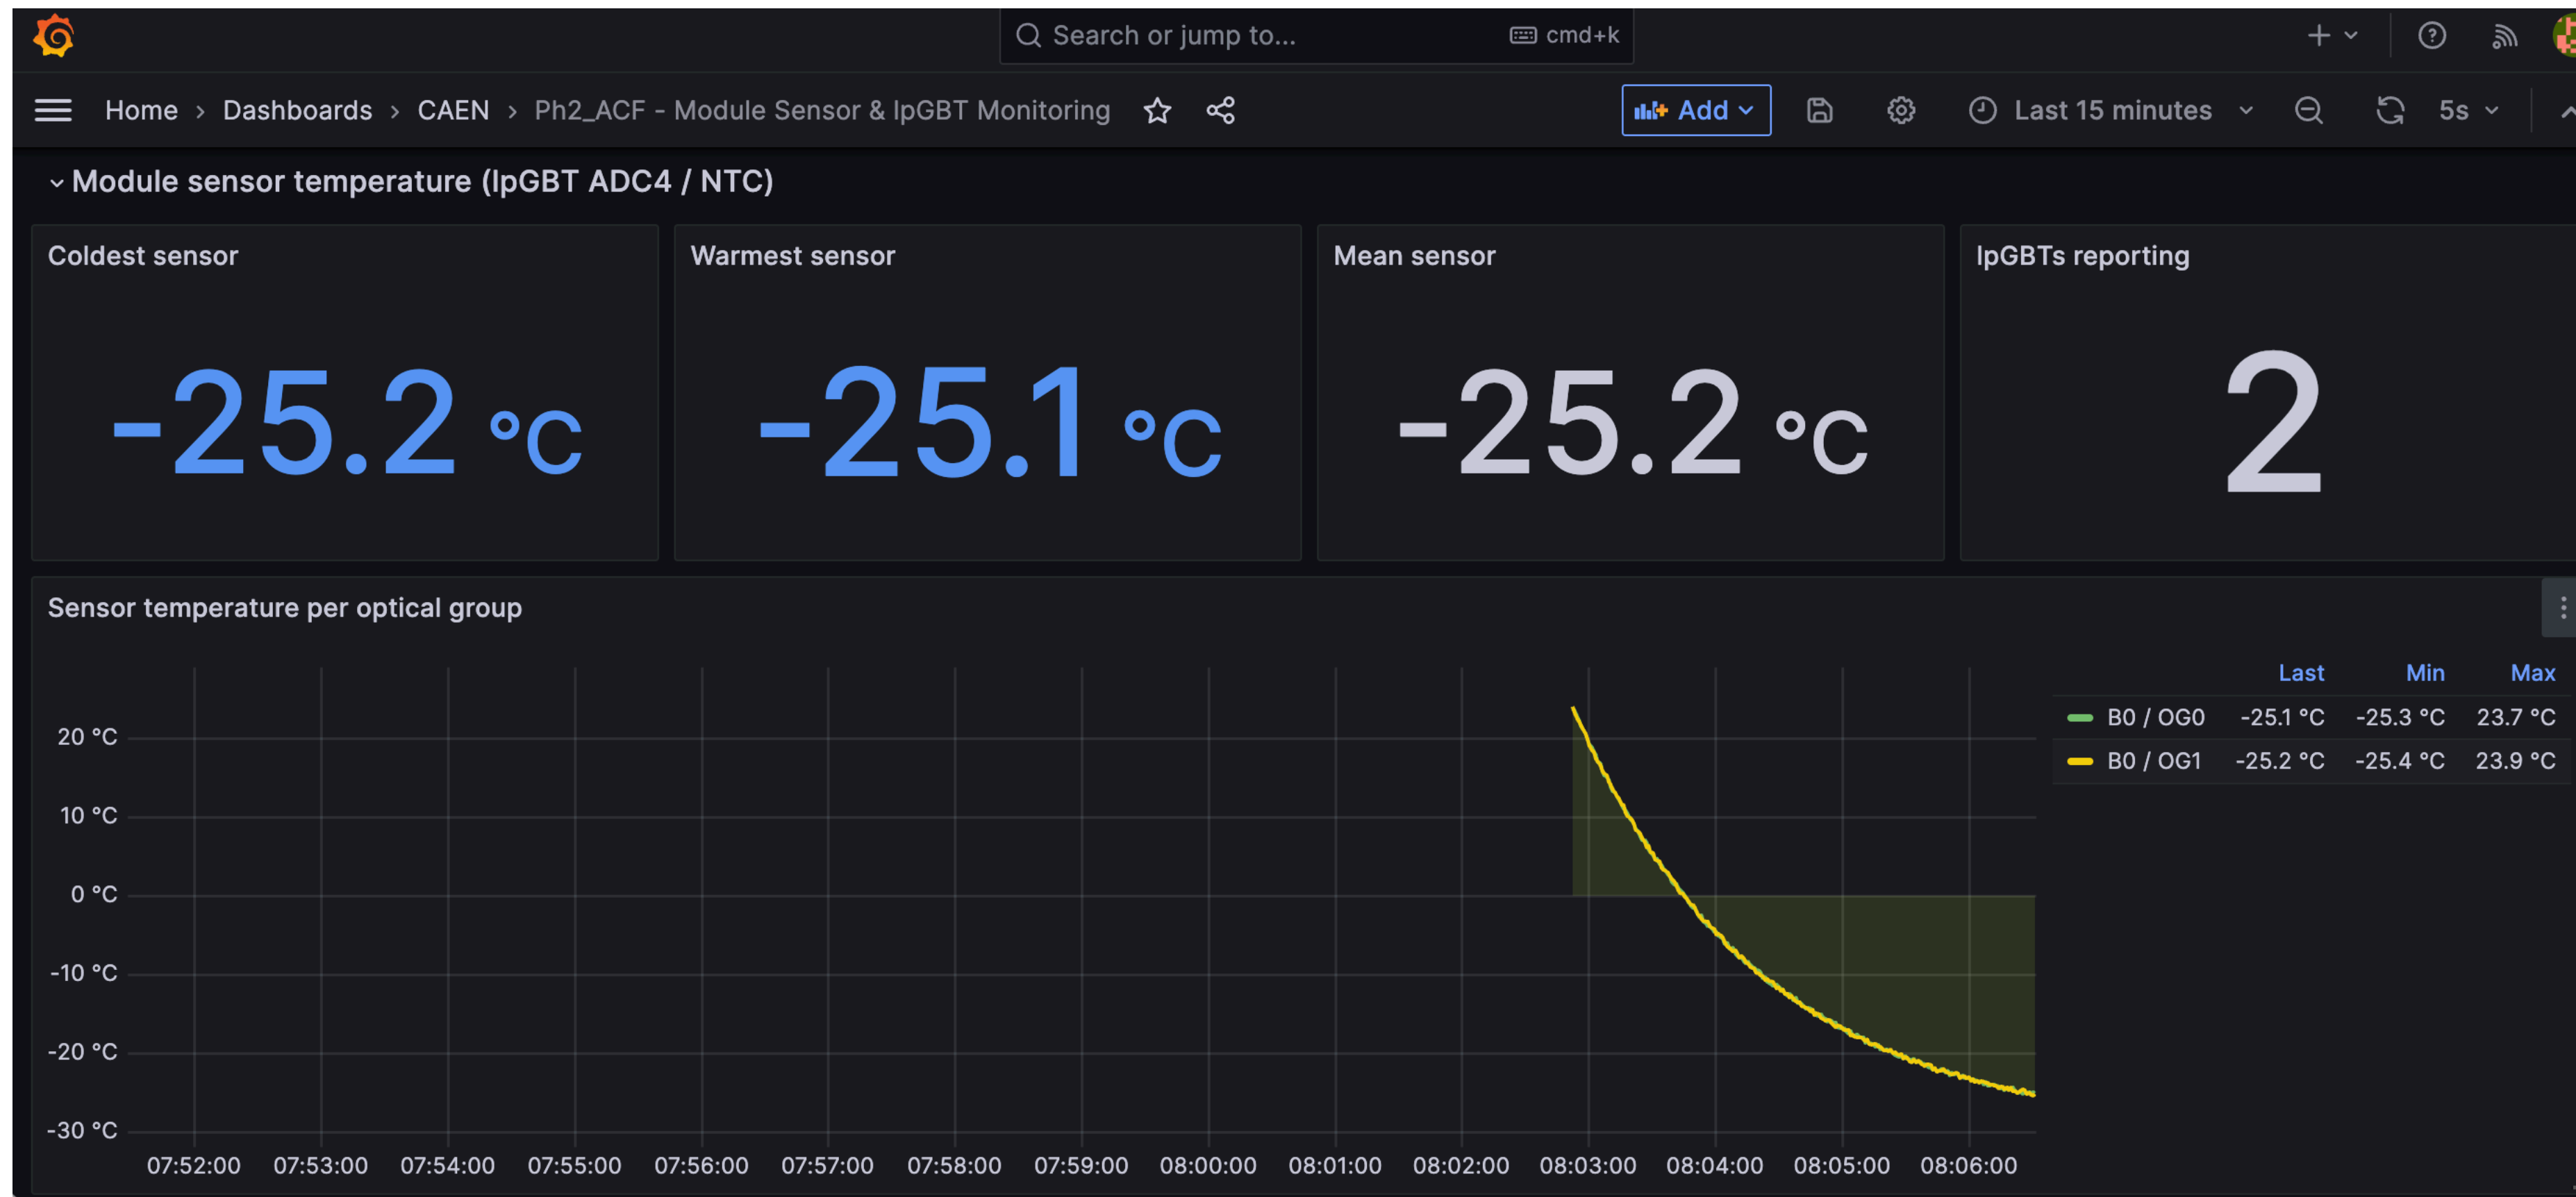 Search or jump to... cmd+k
Home › Dashboards › CAEN › Ph2_ACF - Module Sensor & lpGBT Monitoring Add Last 15 minutes 5s
Module sensor temperature (lpGBT ADC4 / NTC)
Coldest sensor
-25.2 °C
Warmest sensor
-25.1 °C
Mean sensor
-25.2 °C
lpGBTs reporting
2
Sensor temperature per optical group
20 °C
10 °C
0 °C
-10 °C
-20 °C
-30 °C
07:52:00 07:53:00 07:54:00 07:55:00 07:56:00 07:57:00 07:58:00 07:59:00 08:00:00 08:01:00 08:02:00 08:03:00 08:04:00 08:05:00 08:06:00
Last Min Max
B0 / OG0 -25.1 °C -25.3 °C 23.7 °C
B0 / OG1 -25.2 °C -25.4 °C 23.9 °C